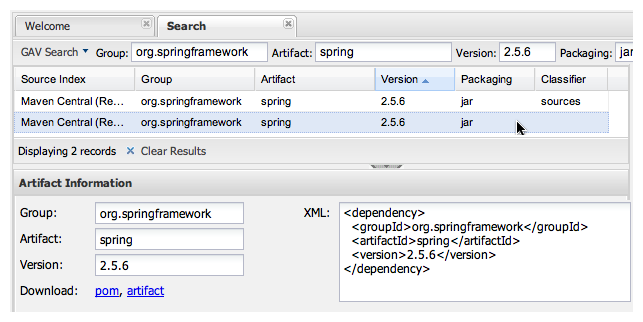 Welcome Search
GAV Search Group: org.springframework Artifact: spring Version: 2.5.6 Packaging: jar
Source Index Group Artifact Version Packaging Classifier
Maven Central (Re... org.springframework spring 2.5.6 jar sources
Maven Central (Re... org.springframework spring 2.5.6 jar
Displaying 2 records Clear Results
Artifact Information
Group: org.springframework
Artifact: spring
Version: 2.5.6
Download: pom, artifact
XML: <dependency>
<groupId>org.springframework</groupId>
<artifactId>spring</artifactId>
<version>2.5.6</version>
</dependency>